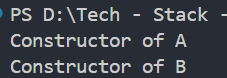 PS D:\Tech - Stack -
Constructor of A
Constructor of B